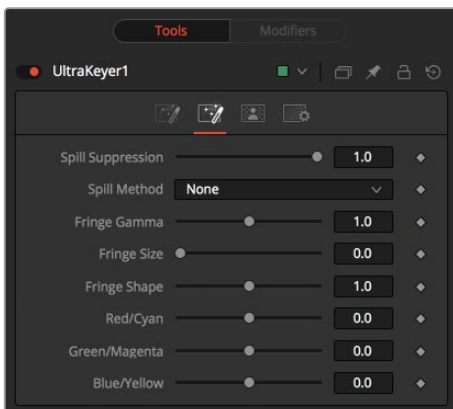 Tools Modifiers
UltraKeyer1
Spill Suppression 1.0
Spill Method None
Fringe Gamma 1.0
Fringe Size 0.0
Fringe Shape 1.0
Red/Cyan 0.0
Green/Magenta 0.0
Blue/Yellow 0.0